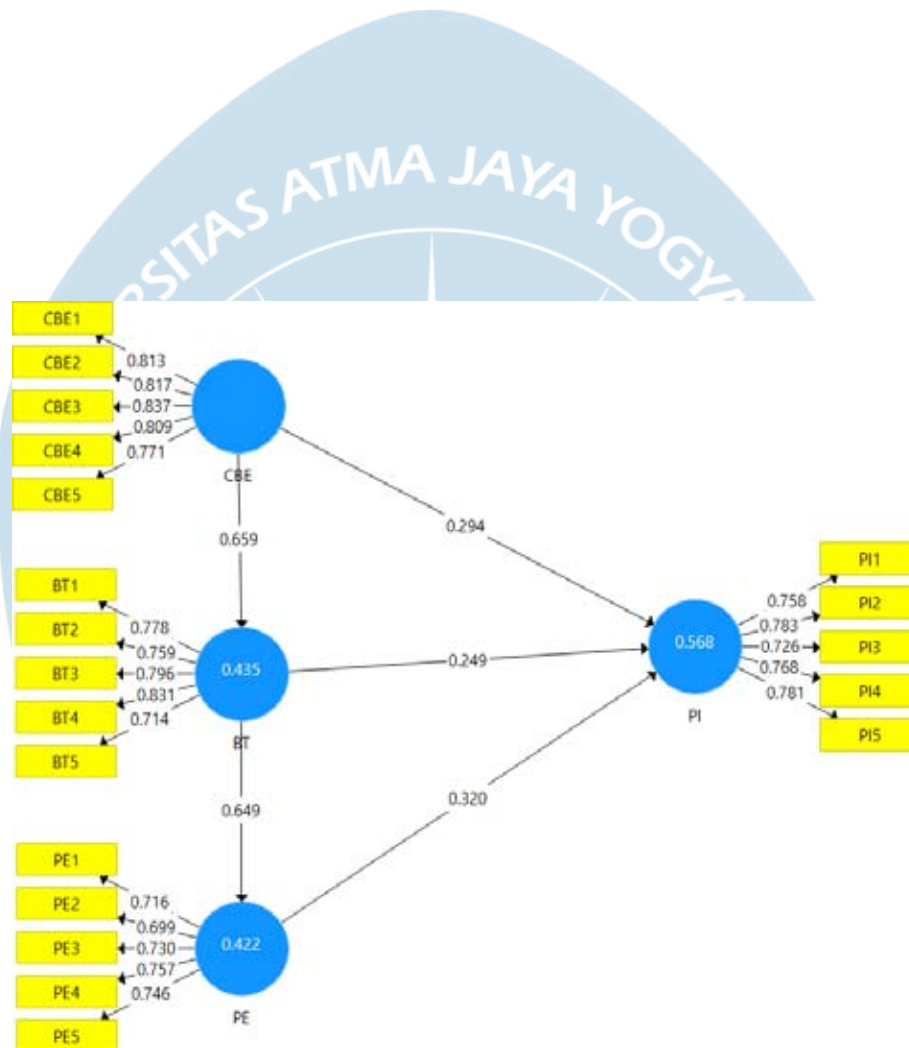 RSITAS ATMA JAYA YOGYA
CBE1
CBE2
CBE3
CBE4
CBE5
0.813
0.817
0.837
0.809
0.771
CBE
0.659
0.294
BT1
BT2
BT3
BT4
BT5
0.778
0.759
0.796
0.831
0.714
0.435
BT
0.249
0.649
0.320
PE1
PE2
PE3
PE4
PE5
0.716
0.699
0.730
0.757
0.746
0.422
PE
0.568
PI
0.758
0.783
0.726
0.768
0.781
PI1
PI2
PI3
PI4
PI5